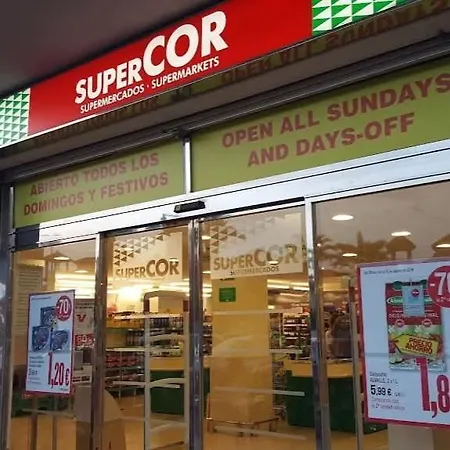 SUPERCOR
SUPERMERCADOS · SUPERMARKETS
ABIERTO TODOS LOS
DOMINGOS Y FESTIVOS
OPEN ALL SUNDAYS
AND DAYS-OFF
SUPERCOR
SUPERCOR
SUPERMERCADOS
-70%
1,20€
-70
5,99€
1,8